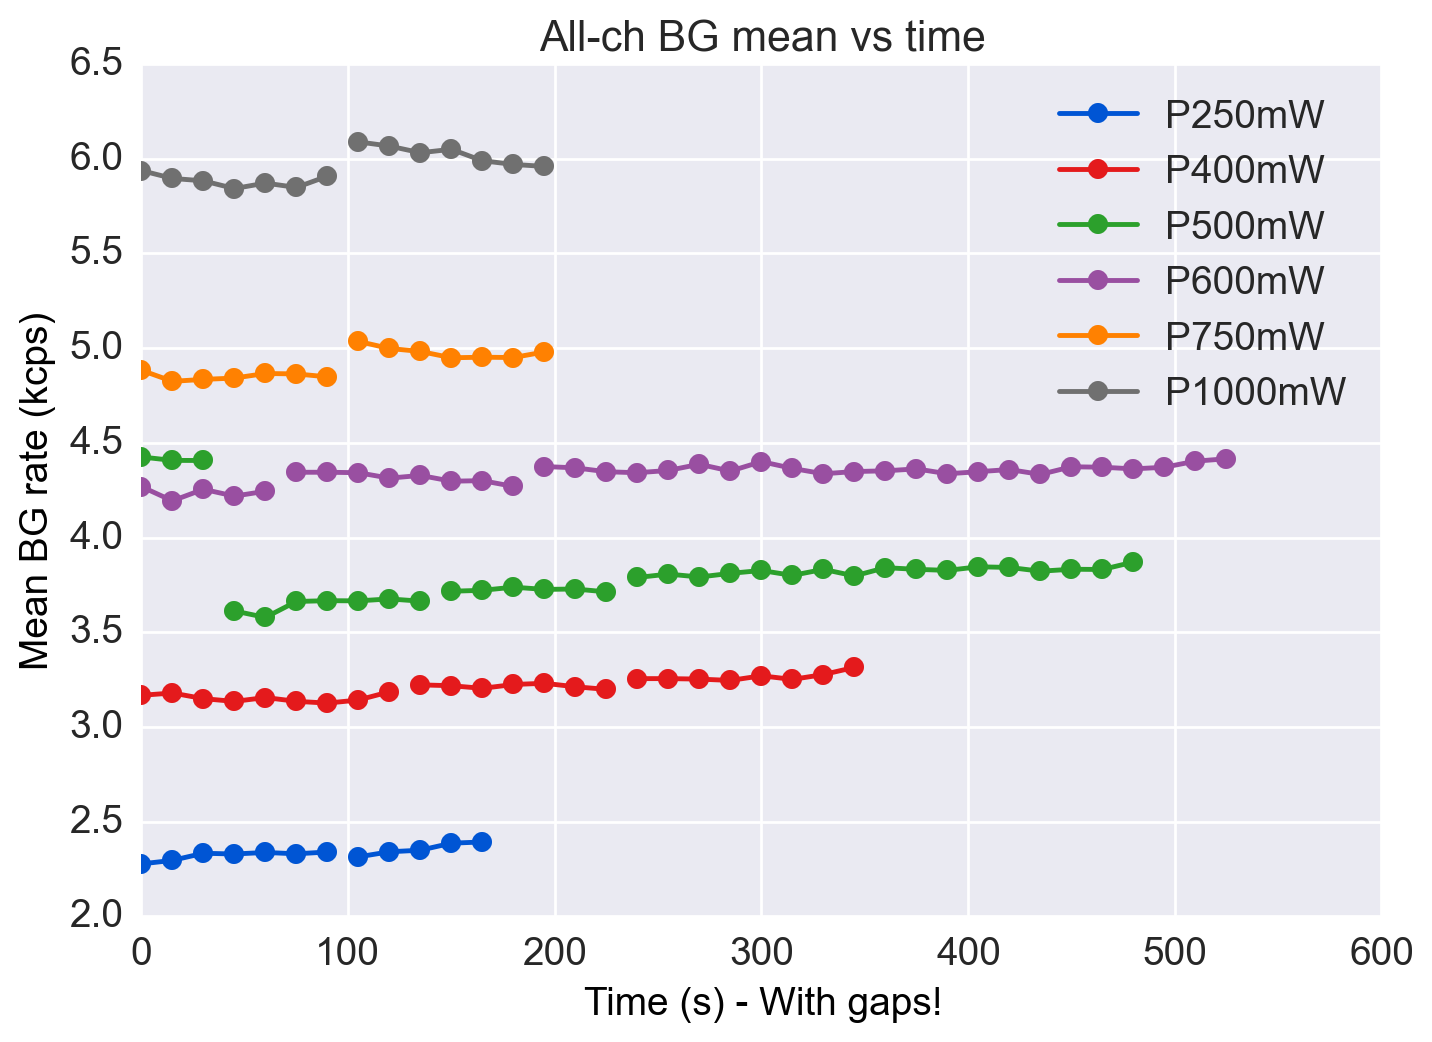 All-ch BG mean vs time
6.5
6.0
5.5
5.0
4.5
4.0
3.5
3.0
2.5
2.0
Mean BG rate (kcps)
P250mW
P400mW
P500mW
P600mW
P750mW
P1000mW
0 100 200 300 400 500 600
Time (s) - With gaps!